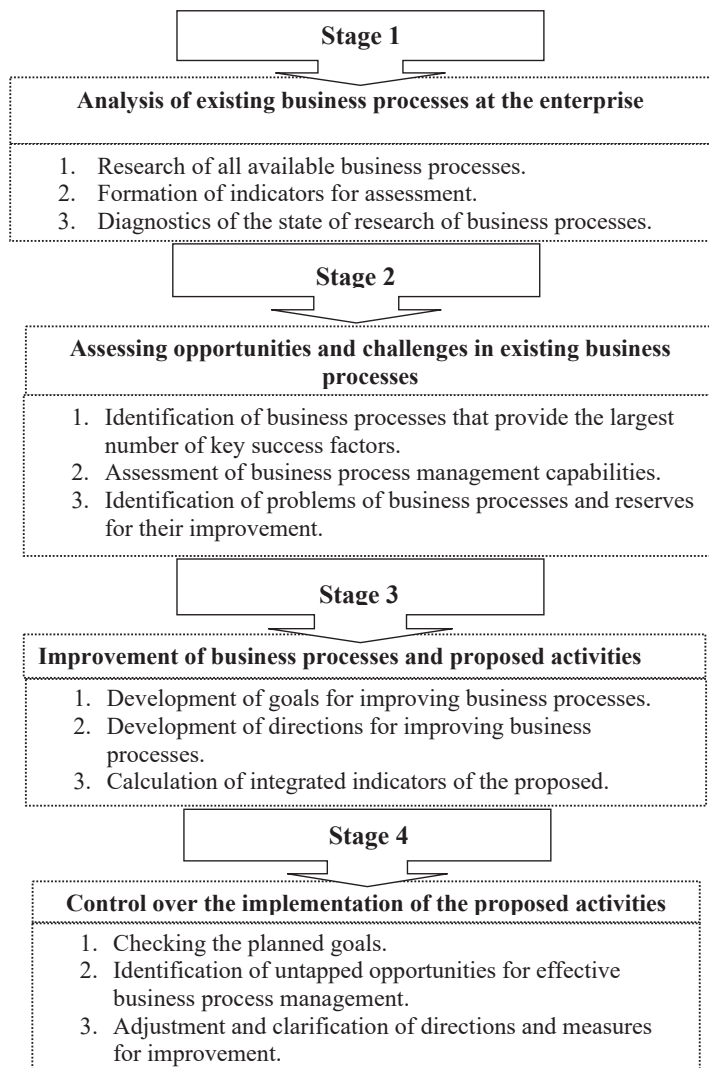 Stage 1
Analysis of existing business processes at the enterprise
1. Research of all available business processes.
2. Formation of indicators for assessment.
3. Diagnostics of the state of research of business processes.
Stage 2
Assessing opportunities and challenges in existing business
processes
1. Identification of business processes that provide the largest
number of key success factors.
2. Assessment of business process management capabilities.
3. Identification of problems of business processes and reserves
for their improvement.
Stage 3
Improvement of business processes and proposed activities
1. Development of goals for improving business processes.
2. Development of directions for improving business
processes.
3. Calculation of integrated indicators of the proposed.
Stage 4
Control over the implementation of the proposed activities
1. Checking the planned goals.
2. Identification of untapped opportunities for effective
business process management.
3. Adjustment and clarification of directions and measures
for improvement.